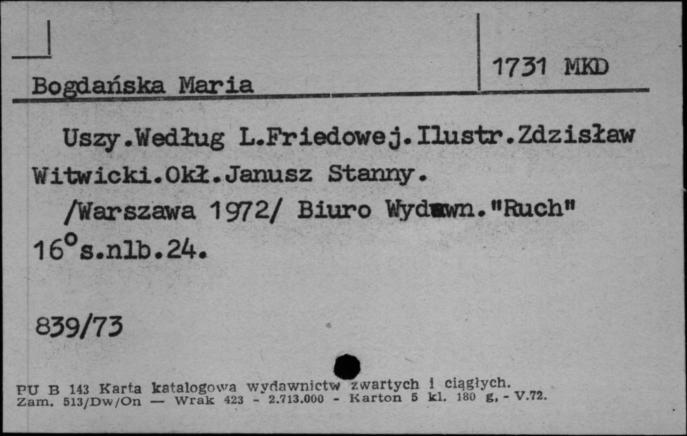 1731 MKD
Bogdańska Maria
Uszy.Według L.Friedowej.Ilustr.Zdzisław
Witwicki.Okł.Janusz Stanny.
/Warszawa 1972/ Biuro Wydawn."Ruch"
16° s.nlb.24.
839/73
PU B 143 Karta katalogowa wydawnictw zwartych i ciągłych.
Zam. 513/Dw/On — Wrak 423 - 2.713.000 - Karton 5 kl. 180 g. - V.72.